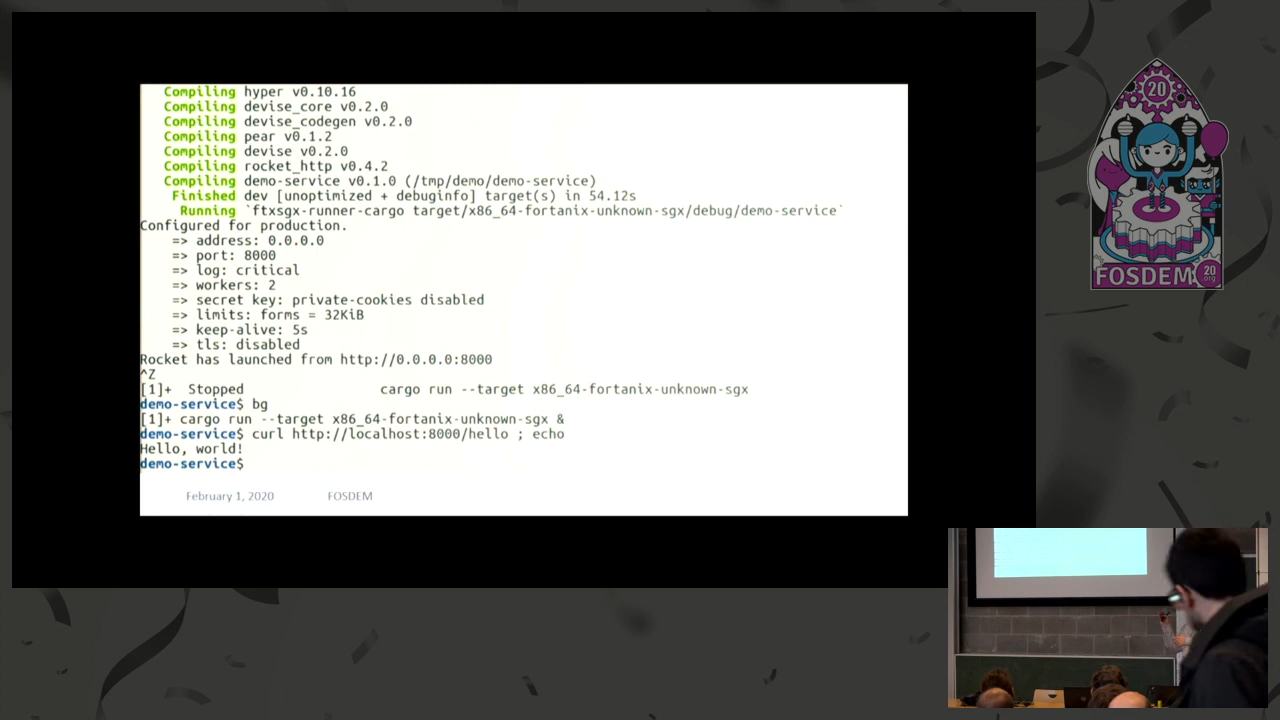 Compiling hyper v0.10.16
Compiling devise_core v0.2.0
Compiling devise_codegen v0.2.0
Compiling pear v0.1.2
Compiling devise v0.2.0
Compiling rocket_http v0.4.2
Compiling demo-service v0.1.0 (/tmp/demo/demo-service)
Finished dev [unoptimized + debuginfo] target(s) in 54.12s
Running `ftxsgx-runner-cargo target/x86_64-fortanix-unknown-sgx/debug/demo-service`
Configured for production.
=> address: 0.0.0.0
=> port: 8000
=> log: critical
=> workers: 2
=> secret key: private-cookies disabled
=> limits: forms = 32KiB
=> keep-alive: 5s
=> tls: disabled
Rocket has launched from http://0.0.0.0:8000
^Z
[1]+  Stopped                 cargo run --target x86_64-fortanix-unknown-sgx
demo-service$ bg
[1]+ cargo run --target x86_64-fortanix-unknown-sgx &
demo-service$ curl http://localhost:8000/hello ; echo
Hello, world!
demo-service$
February 1, 2020 FOSDEM
20
FOSDEM 20 .org